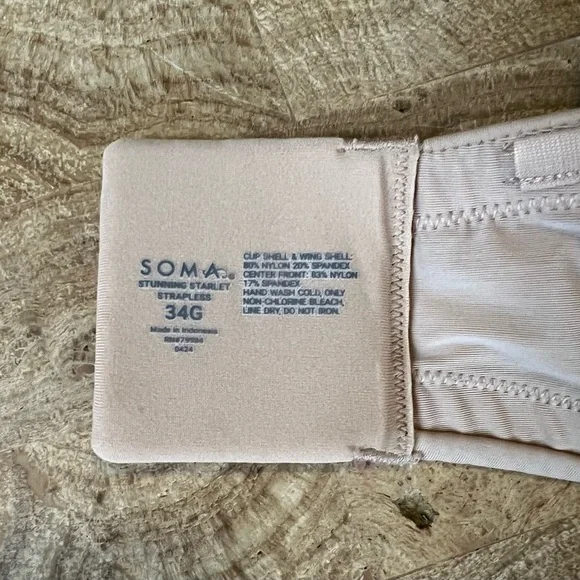 SOMA®
STUNNING STARLET
STRAPLESS
34G
Made in Indonesia
0424
CUP SHELL & WING SHELL:
80% NYLON 20% SPANDEX
CENTER FRONT: 83% NYLON
17% SPANDEX
HAND WASH COLD, ONLY
NON-CHLORINE BLEACH,
LINE DRY, DO NOT IRON.